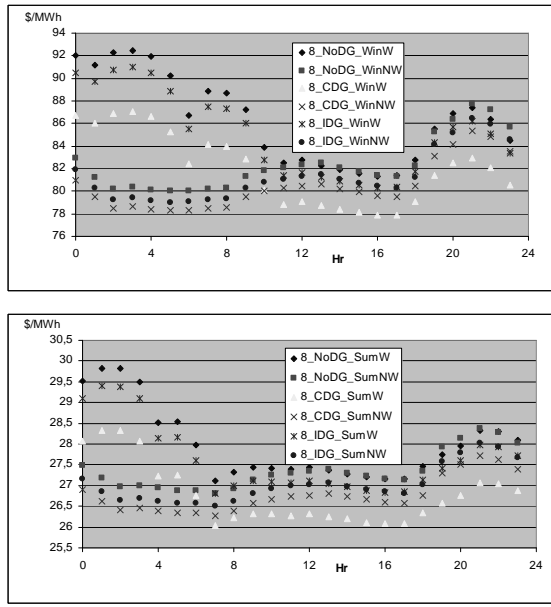 $/MWh
94
92
90
88
86
84
82
80
78
76
8_NoDG_WinW
8_NoDG_WinNW
8_CDG_WinW
8_CDG_WinNW
8_IDG_WinW
8_IDG_WinNW
0 4 8 12 16 20 24
Hr
$/MWh
30,5
30
29,5
29
28,5
28
27,5
27
26,5
26
25,5
8_NoDG_SumW
8_NoDG_SumNW
8_CDG_SumW
8_CDG_SumNW
8_IDG_SumW
8_IDG_SumNW
0 4 8 12 16 20 24
Hr